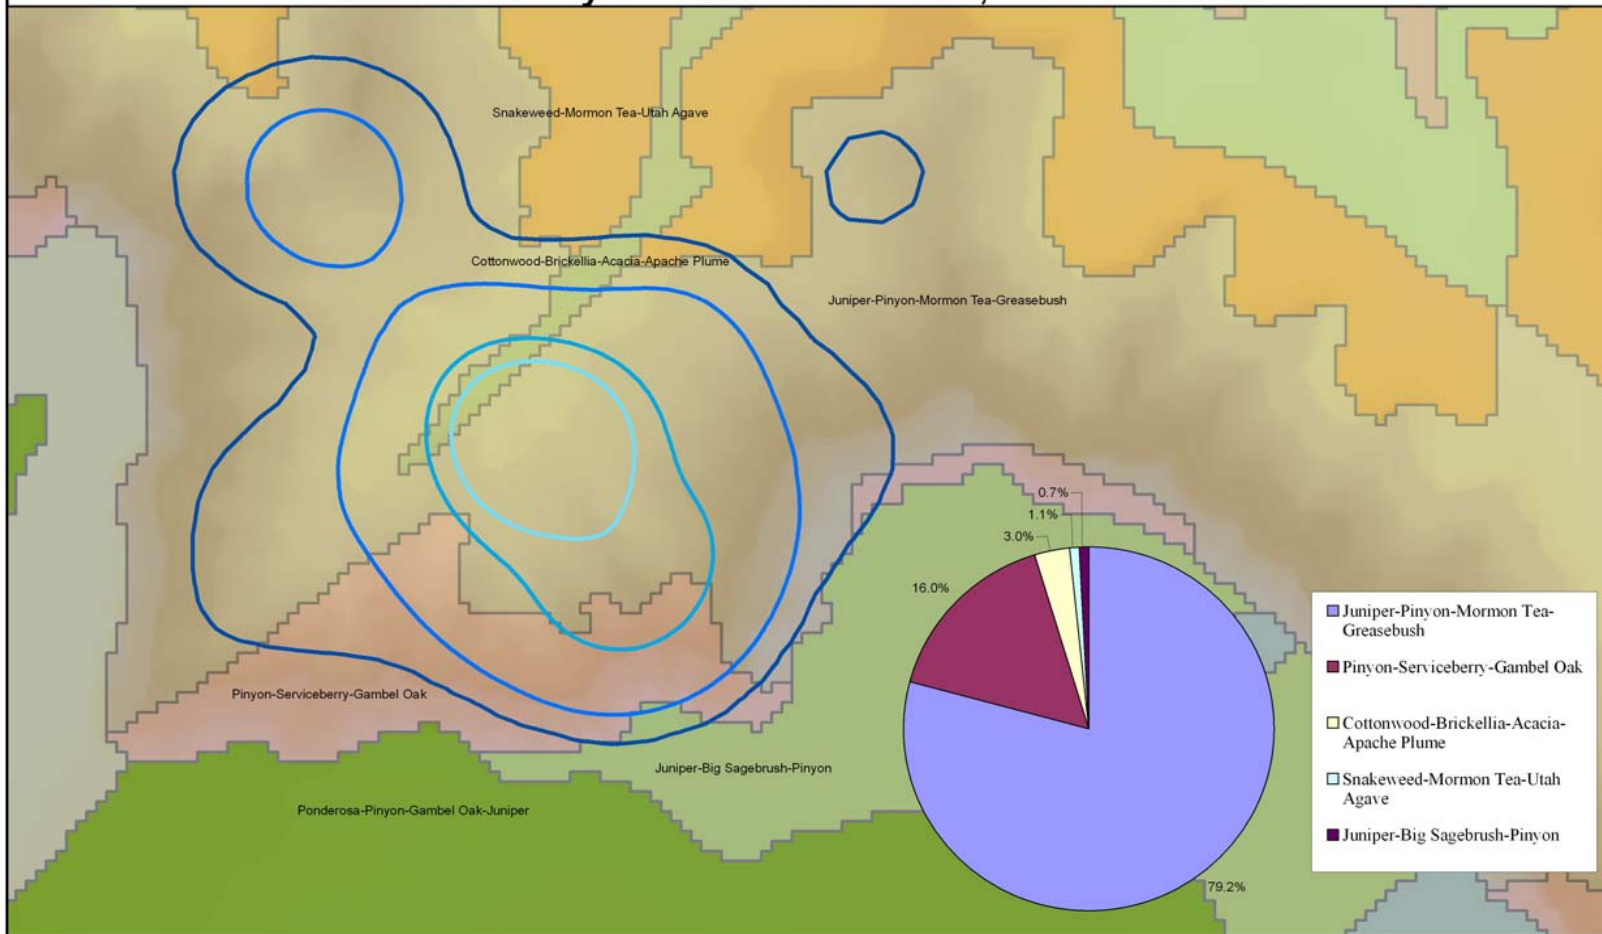 Snakeweed-Mormon Tea-Utah Agave
Cottonwood-Brickellia-Acacia-Apache Plume
Juniper-Pinyon-Mormon Tea-Greasebush
Pinyon-Serviceberry-Gambel Oak
Juniper-Big Sagebrush-Pinyon
Ponderosa-Pinyon-Gambel Oak-Juniper
0.7%
1.1%
3.0%
16.0%
79.2%
Juniper-Pinyon-Mormon Tea-
Greasebush
Pinyon-Serviceberry-Gambel Oak
Cottonwood-Brickellia-Acacia-
Apache Plume
Snakeweed-Mormon Tea-Utah
Agave
Juniper-Big Sagebrush-Pinyon